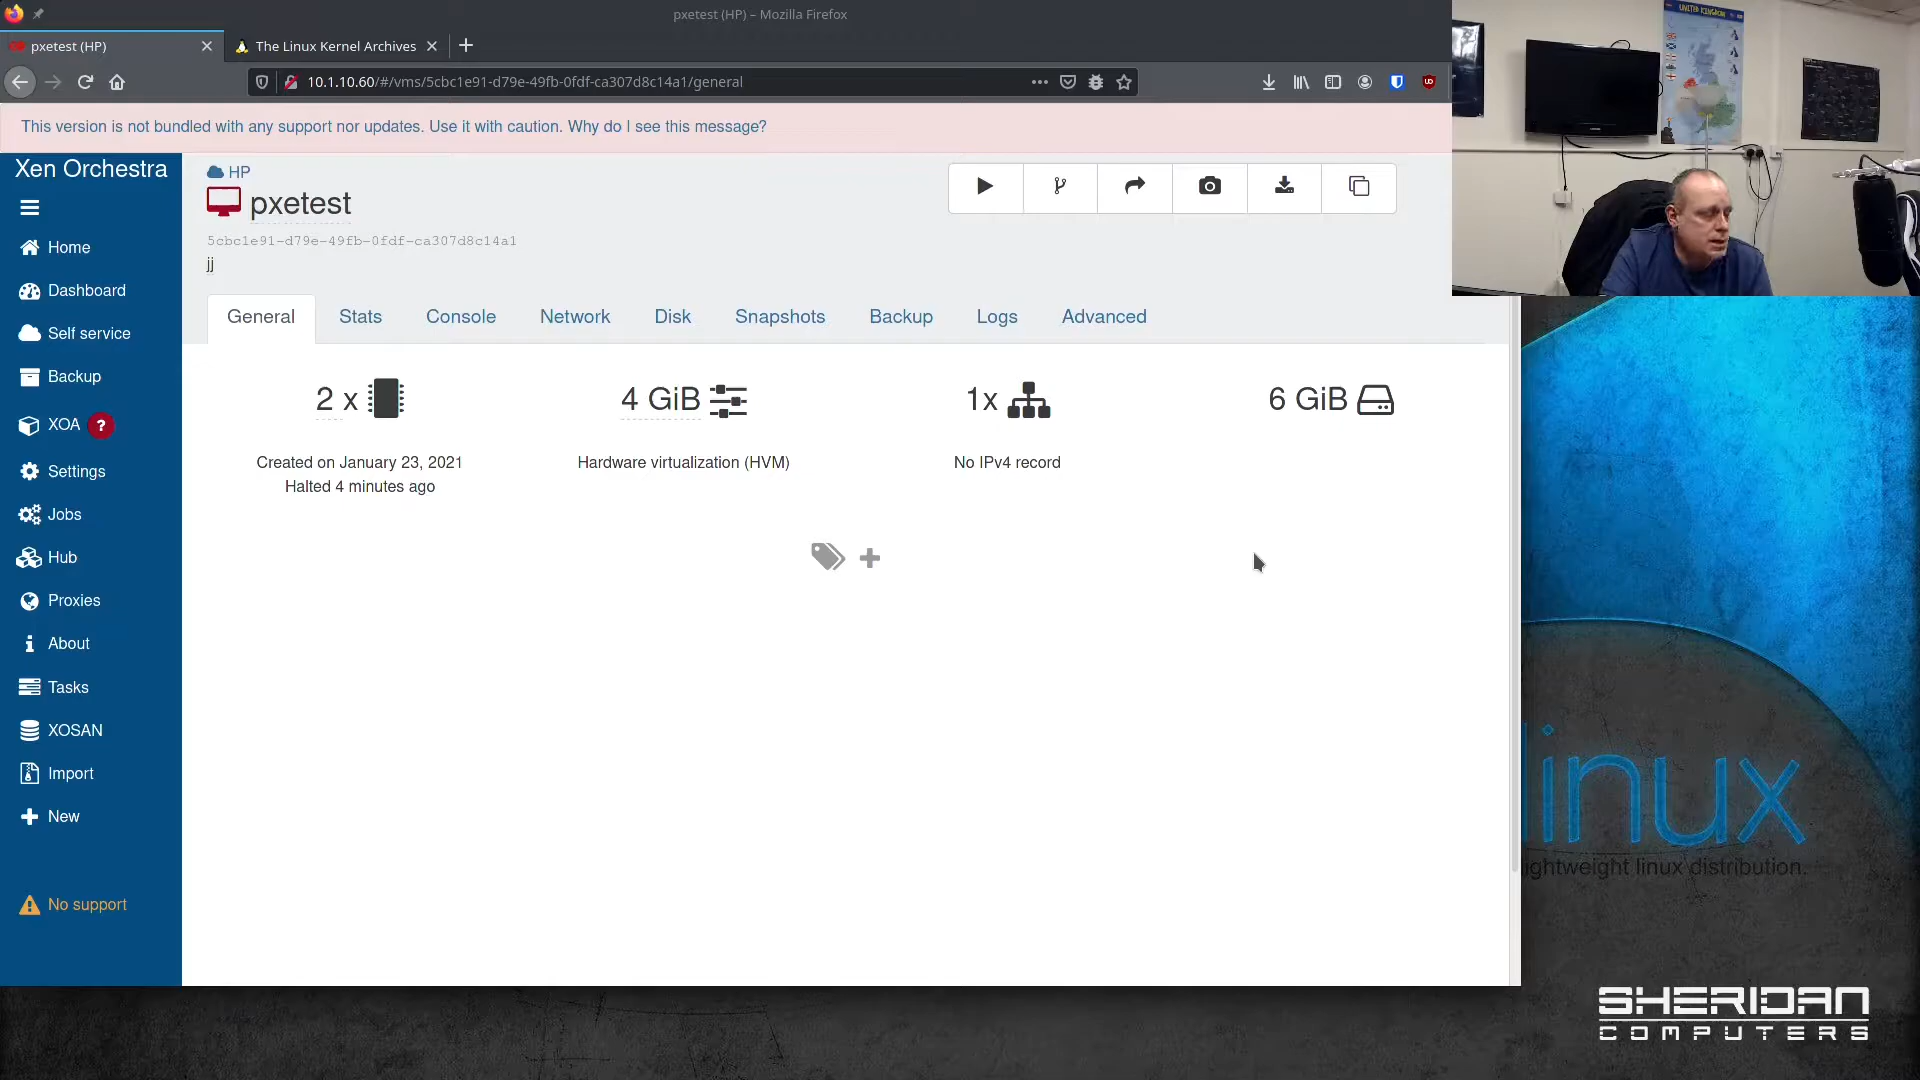 pxetest (HP) – Mozilla Firefox
pxetest (HP)
The Linux Kernel Archives
10.1.10.60/#/vms/5cbc1e91-d79e-49fb-0fdf-ca307d8c14a1/general
This version is not bundled with any support nor updates. Use it with caution. Why do I see this message?
Xen Orchestra
Home
Dashboard
Self service
Backup
XOA ?
Settings
Jobs
Hub
Proxies
About
Tasks
XOSAN
Import
New
No support
HP
pxetest
5cbc1e91-d79e-49fb-0fdf-ca307d8c14a1
jj
General
Stats
Console
Network
Disk
Snapshots
Backup
Logs
Advanced
2 x
4 GiB
1x
6 GiB
Created on January 23, 2021
Halted 4 minutes ago
Hardware virtualization (HVM)
No IPv4 record
UNITED KINGDOM
linux
lightweight linux distribution.
SHERIDAN
COMPUTERS